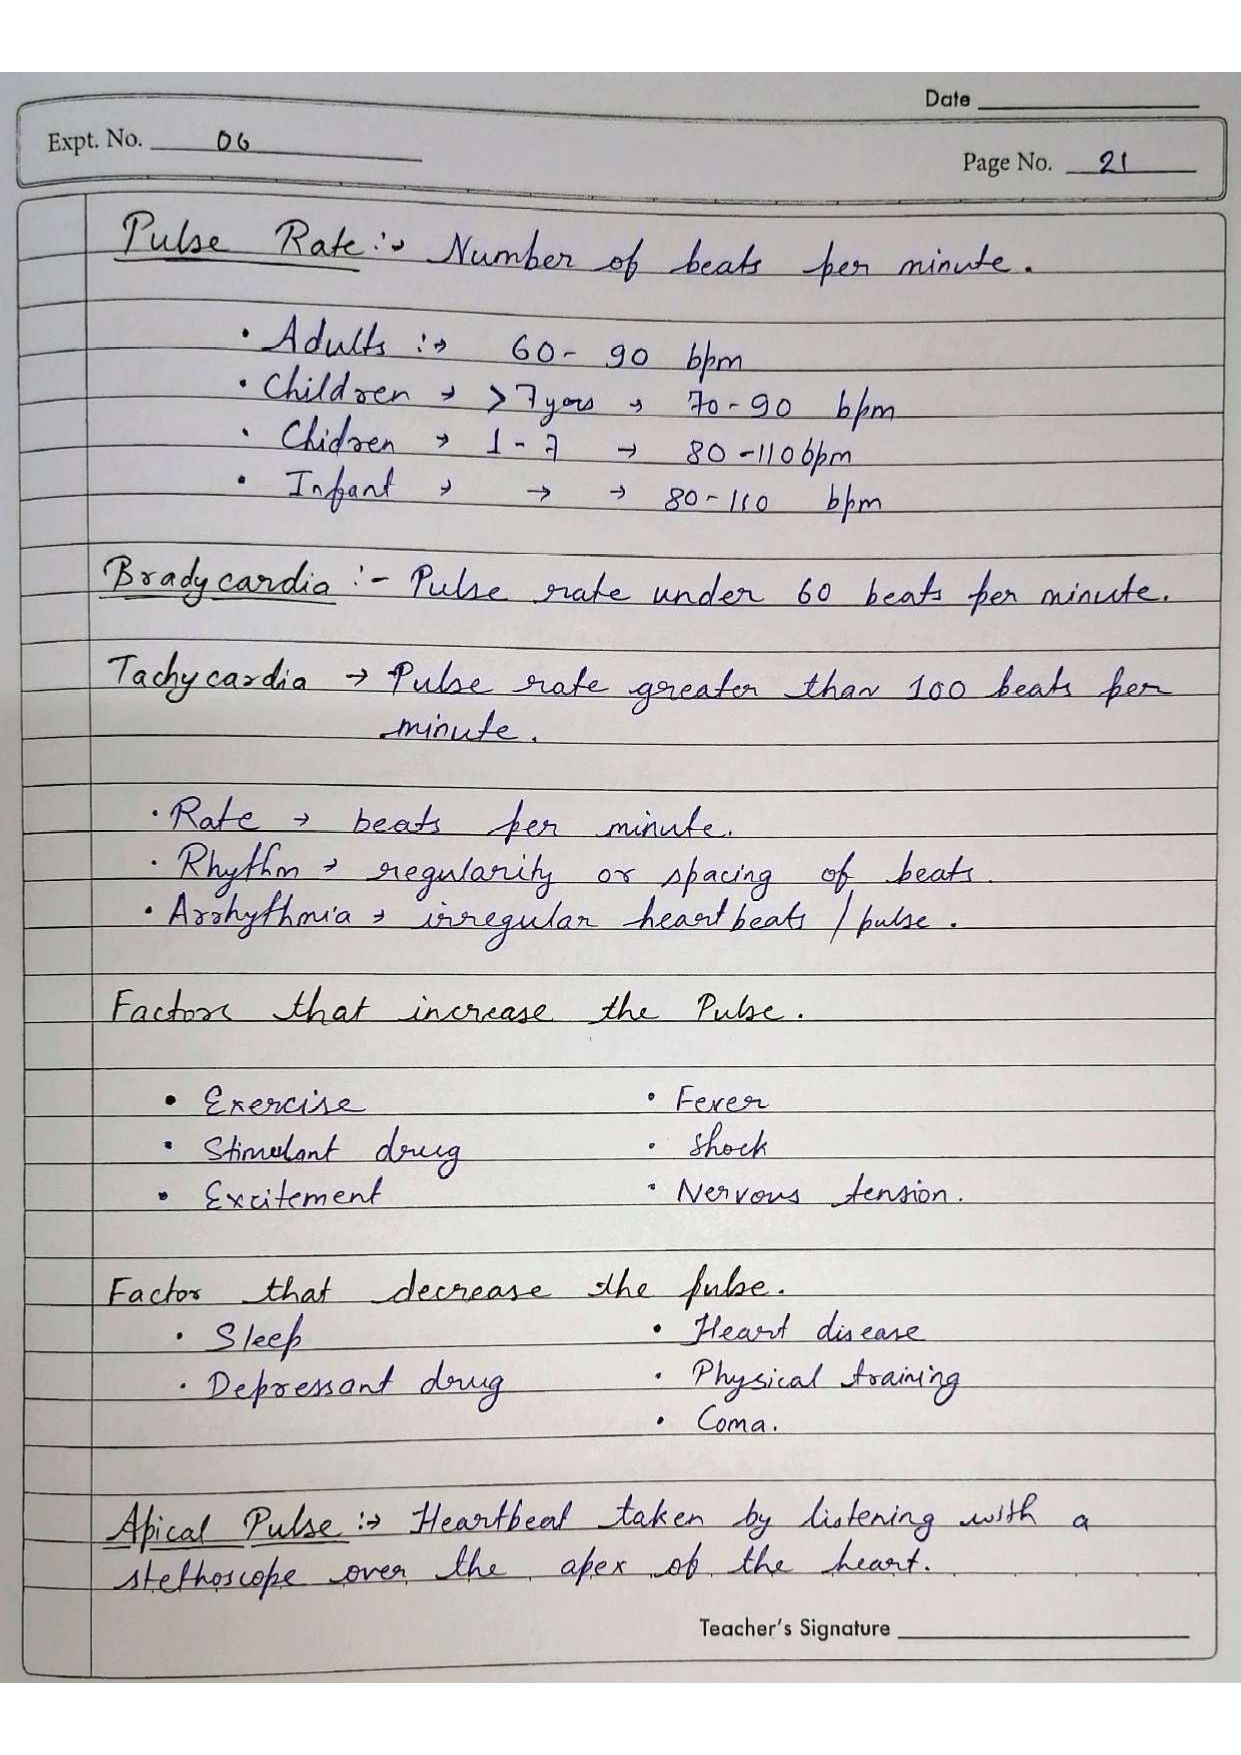 Date
Expt. No. 06
Page No. 21
Pulse Rate :→ Number of beats per minute.
• Adults :→ 60 - 90 bpm
• Children → >7 yers → 70 - 90 bpm
• Chidren → 1 - 7 → 80 - 110 bpm
• Infant → → → 80 - 110 bpm
Bradycardia :- Pulse rate under 60 beats per minute.
Tachycardia → Pulse rate greater than 100 beats per
minute.
• Rate → beats per minute.
• Rhythm → regularity or spacing of beats.
• Arrhythmia → irregular heartbeats / pulse.
Factors that increase the Pulse.
• Exercise • Fever
• Stimulant drug • Shock
• Excitement • Nervous tension.
Factor that decrease the pulse.
• Sleep • Heart disease
• Depressant drug • Physical training
• Coma.
Apical Pulse :→ Heartbeat taken by listening with a
stethoscope over the apex of the heart.
Teacher's Signature